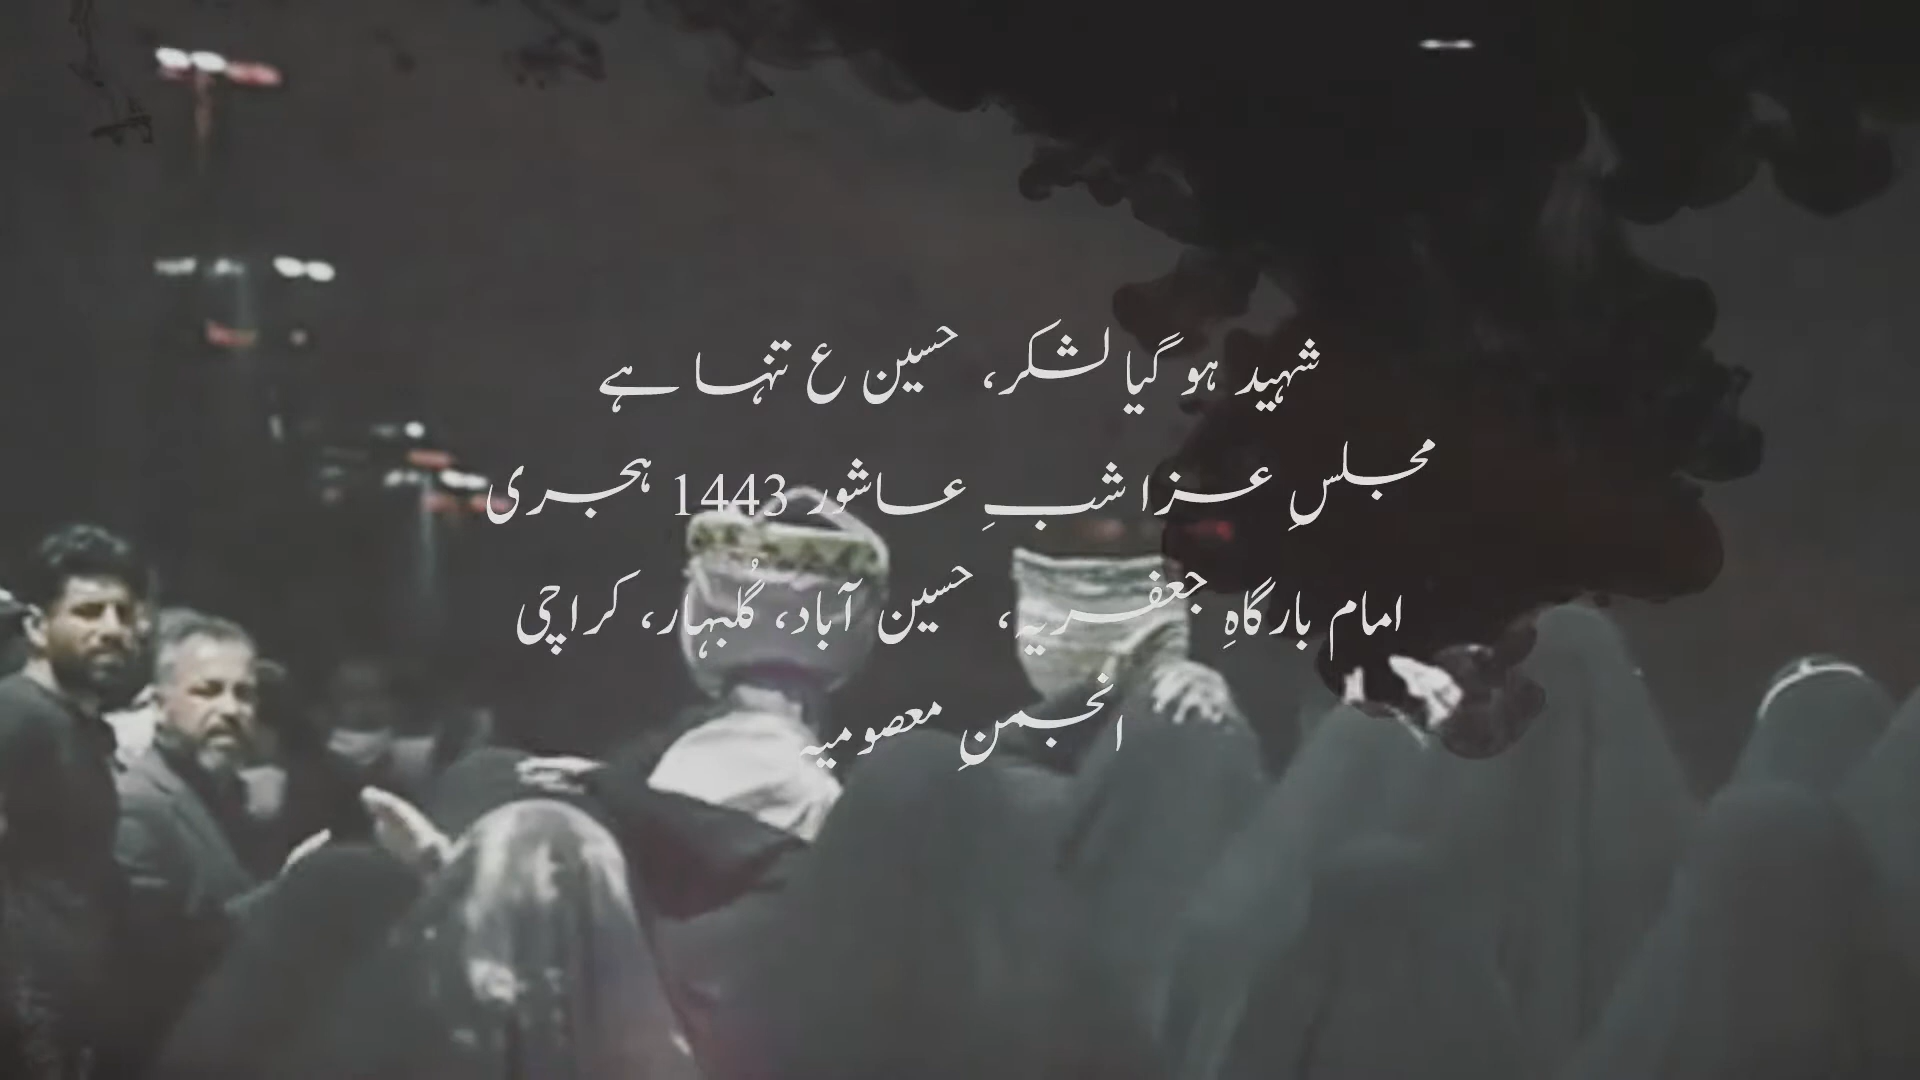 شہید ہو گیا لشکر، حسین ع تنہا ہے
مجلسِ عزا شبِ عاشور 1443 ہجری
امام بارگاہِ جعفریہ، حسین آباد، گُلبہار، کراچی
انجمنِ معصومیہ